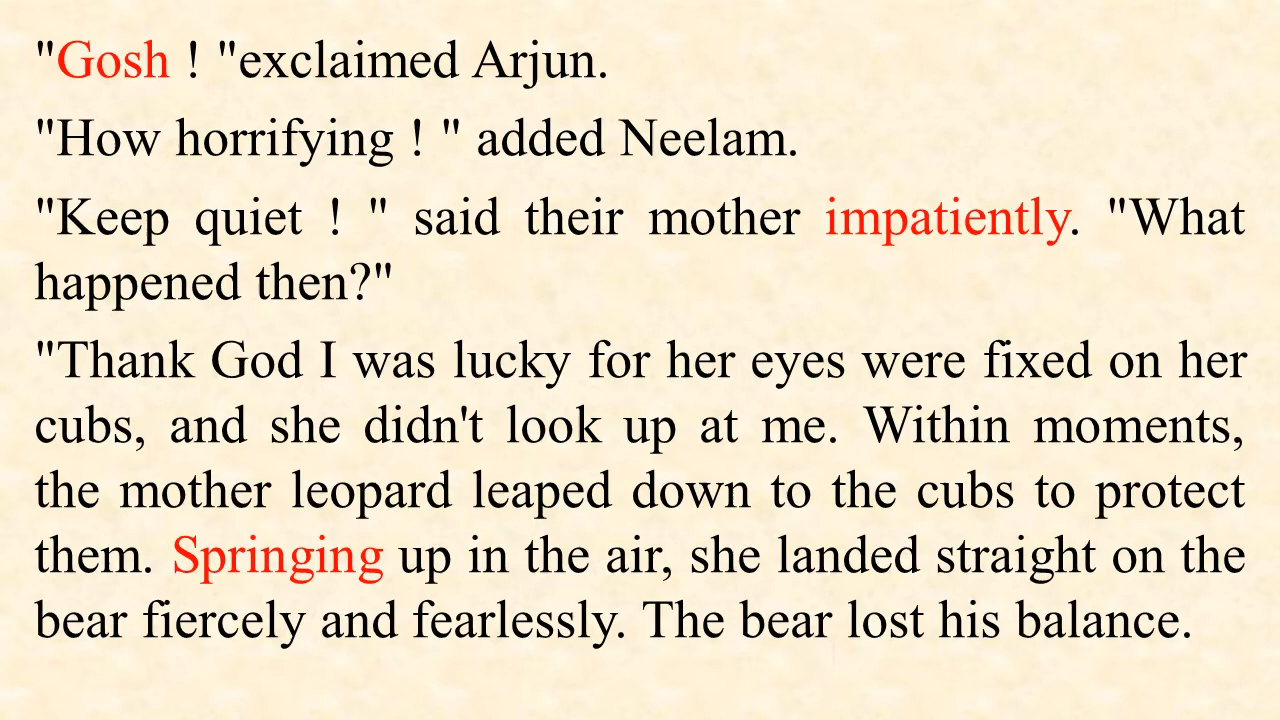 "Gosh ! "exclaimed Arjun.
"How horrifying ! " added Neelam.
"Keep quiet ! " said their mother impatiently. "What
happened then?"
"Thank God I was lucky for her eyes were fixed on her
cubs, and she didn't look up at me. Within moments,
the mother leopard leaped down to the cubs to protect
them. Springing up in the air, she landed straight on the
bear fiercely and fearlessly. The bear lost his balance.